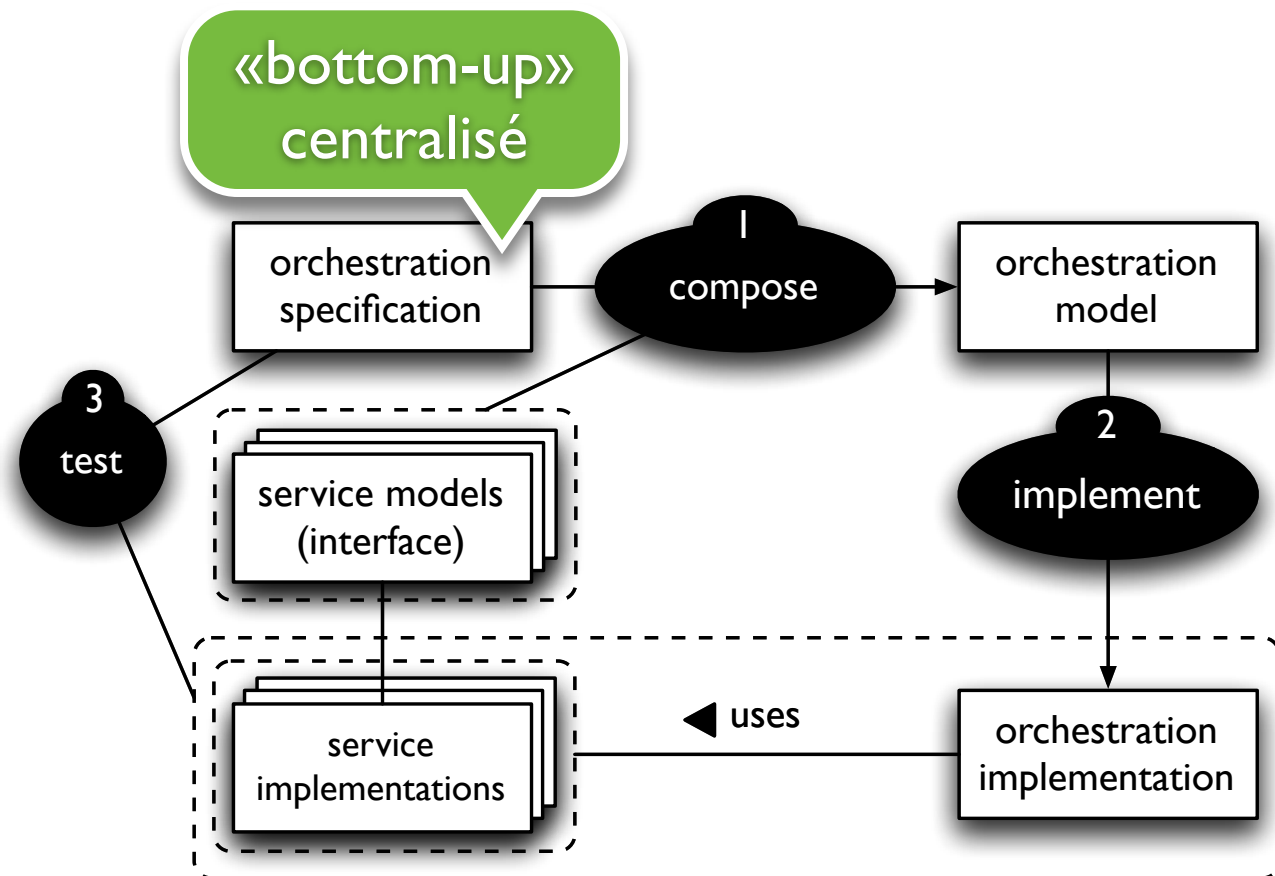 «bottom-up»
centralisé
orchestration
specification
1
compose
orchestration
model
3
test
service models
(interface)
2
implement
service
implementations
uses
orchestration
implementation